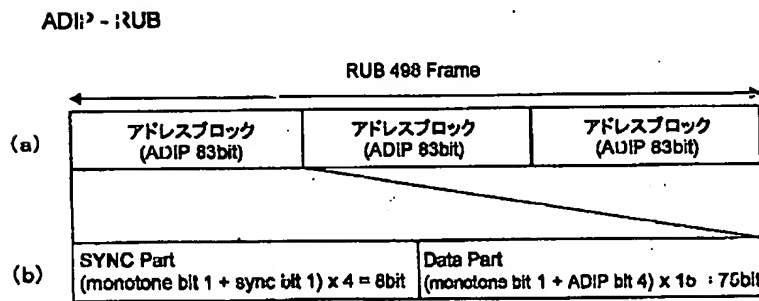 ADIP - RUB
RUB 498 Frame
(a)
アドレスブロック
(ADIP 83bit)
アドレスブロック
(ADIP 83bit)
アドレスブロック
(ADIP 83bit)
(b)
SYNC Part
(monotone bit 1 + sync bit 1) x 4 = 8bit
Data Part
(monotone bit 1 + ADIP bit 4) x 15 = 75bit